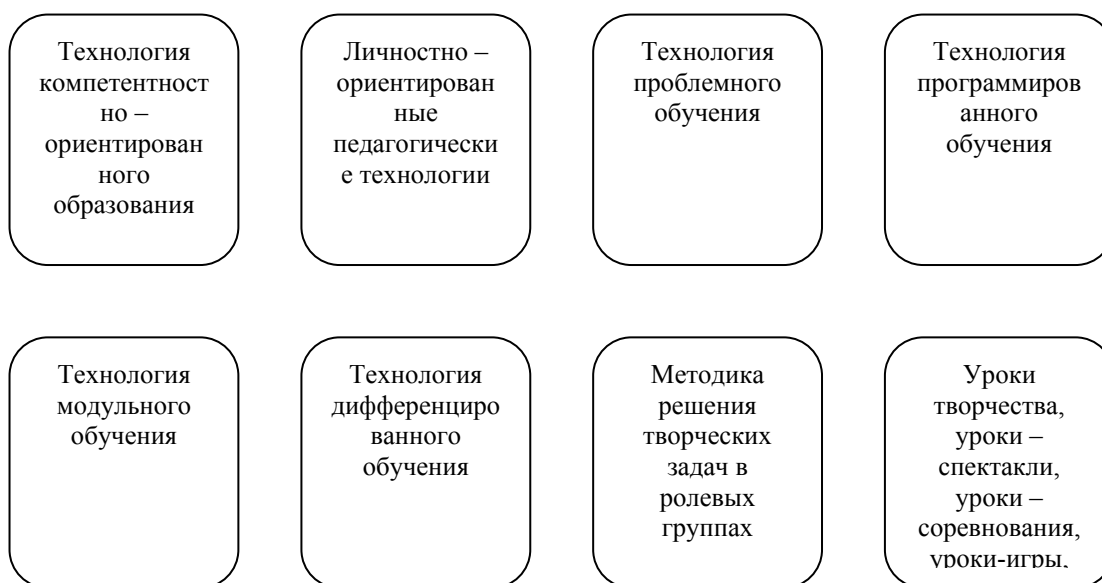 Технология
компетентност
но –
ориентирован
ного
образования
Личностно –
ориентирован
ные
педагогически
е технологии
Технология
проблемного
обучения
Технология
программиров
анного
обучения
Технология
модульного
обучения
Технология
дифференциро
ванного
обучения
Методика
решения
творческих
задач в
ролевых
группах
Уроки
творчества,
уроки –
спектакли,
уроки –
соревнования,
уроки-игры,